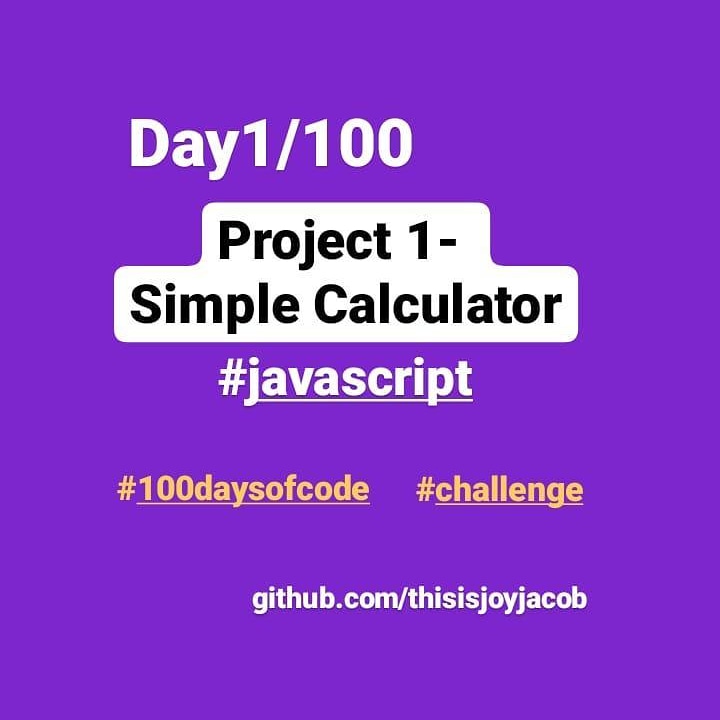 Day1/100
Project 1-
Simple Calculator
#javascript
#100daysofcode #challenge
github.com/thisisjoyjacob